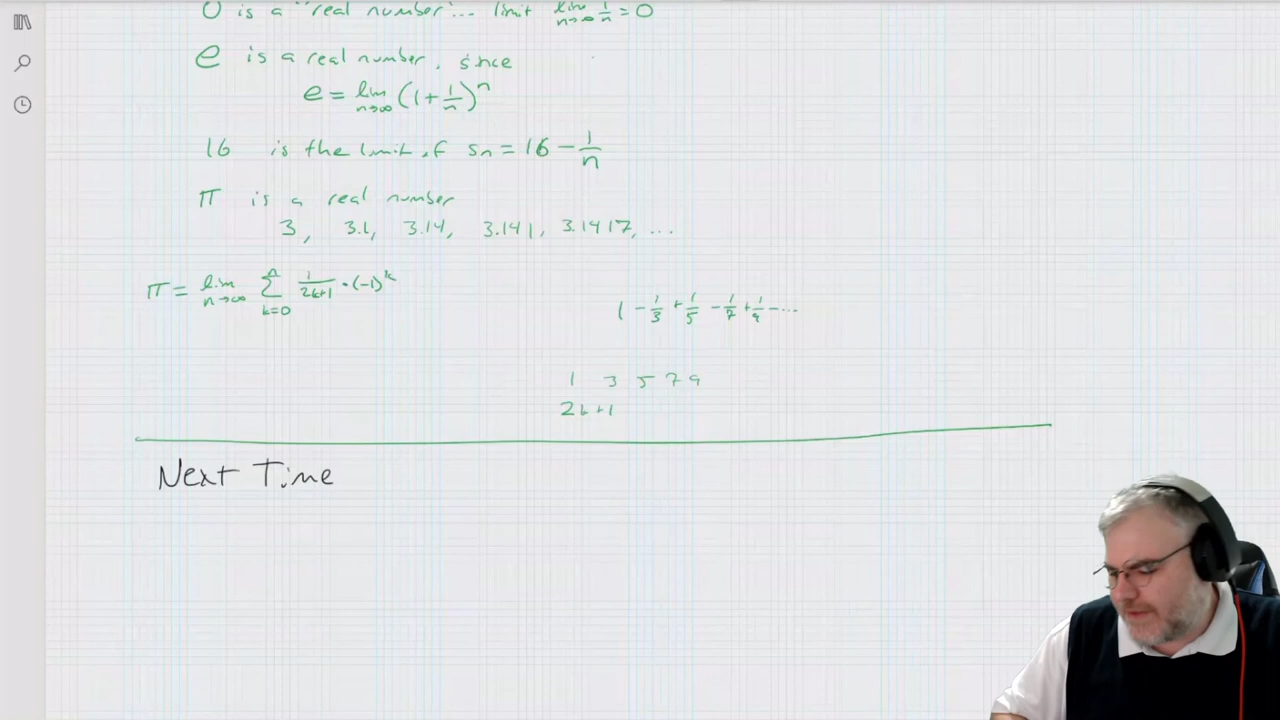 0 is a "real number"... limit lim n→∞ 1/n = 0
e is a real number, since
e = lim n→∞ (1 + 1/n)^n
16 is the limit of sn = 16 - 1/n
π is a real number
3, 3.1, 3.14, 3.141, 3.1417, ...
π = lim n→∞ ∑ k=0 n 1/2k+1 · (-1)^k
1 - 1/3 + 1/5 - 1/7 + 1/9 - ...
1 3 5 7 9
2k+1
Next Time